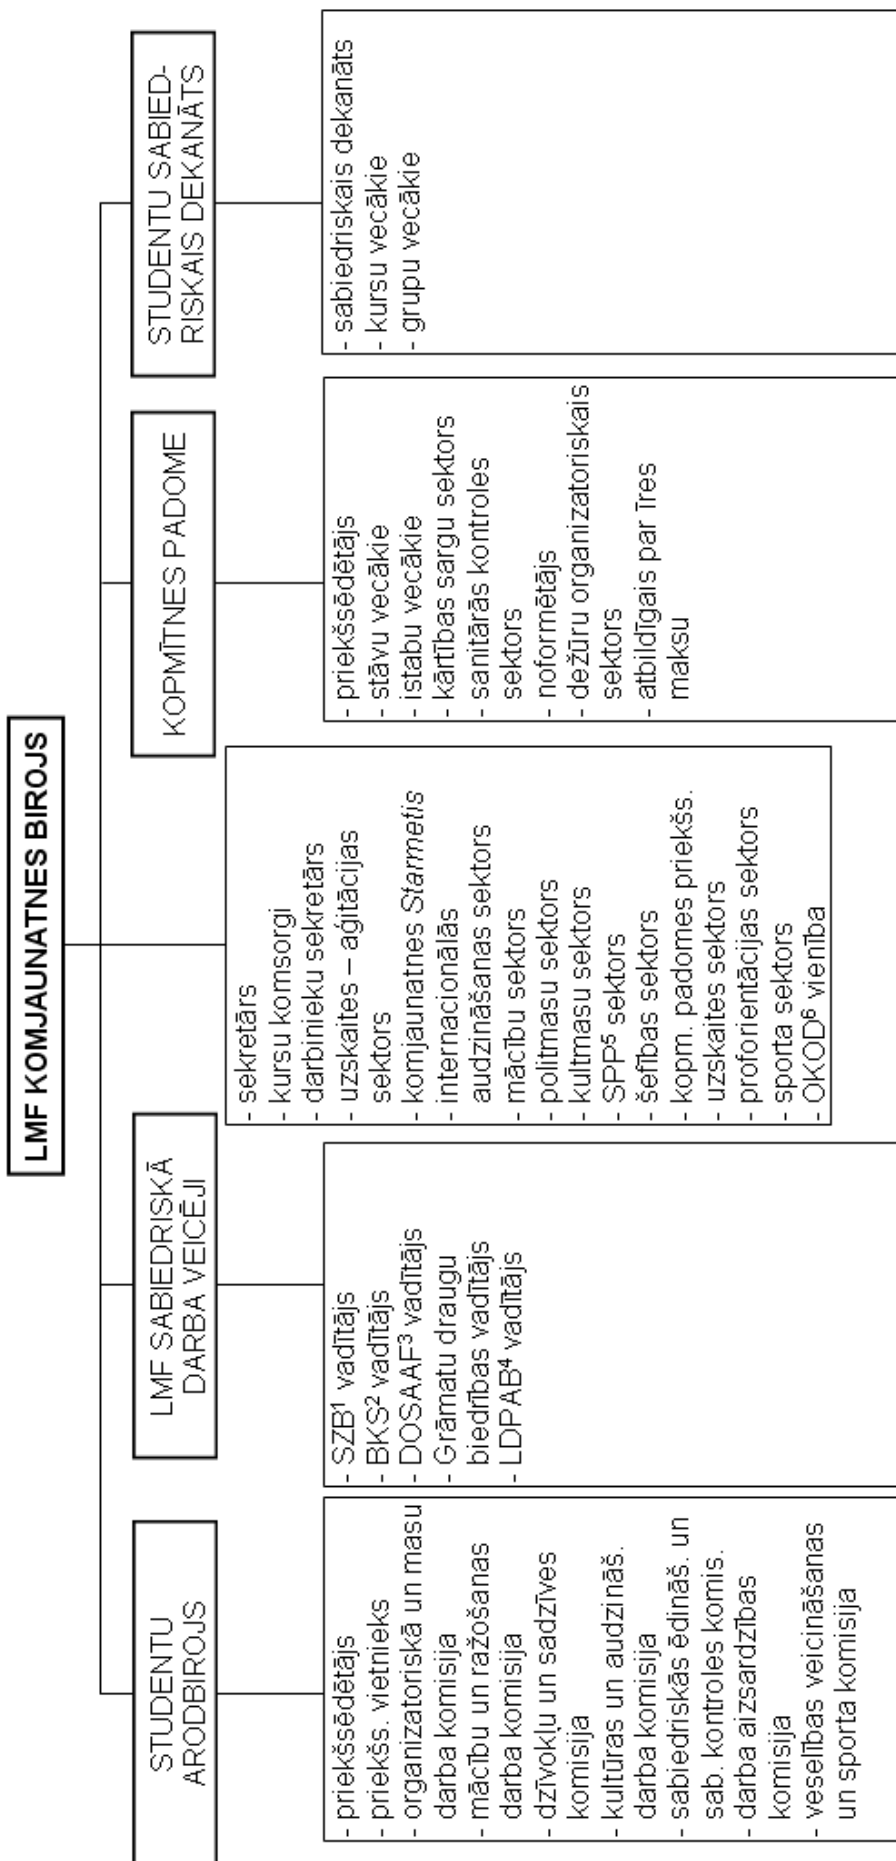 LMF KOMJAUNATNES BIROJS
STUDENTU
ARODBIROJS
- priekšsēdētājs
- priekšs. vietnieks
- organizatoriskā un masu
darba komisija
- mācību un ražošanas
darba komisija
- dzīvokļu un sadzīves
komisija
- kultūras un audzināš.
darba komisija
- sabiedriskās ēdināš. un
sab. kontroles komis.
- darba aizsardzības
komisija
- veselības veicināšanas
un sporta komisija
LMF SABIEDRISKĀ
DARBA VEICĒJI
- SZB¹ vadītājs
- BKS² vadītājs
- DOSAAF³ vadītājs
- Grāmatu draugu
biedrības vadītājs
- LDPAB⁴ vadītājs
- sekretārs
- kursu komsorgi
- darbinieku sekretārs
- uzskaites – aģitācijas
sektors
- komjaunatnes Starmetis
- internacionālās
audzināšanas sektors
- mācību sektors
- politmasu sektors
- kultmasu sektors
- SPP⁵ sektors
- šefības sektors
- kopm. padomes priekšs.
- uzskaites sektors
- proforientācijas sektors
- sporta sektors
- OKOD⁶ vienība
KOPMĪTNES PADOME
- priekšsēdētājs
- stāvu vecākie
- istabu vecākie
- kārtības sargu sektors
- sanitārās kontroles
sektors
- noformētājs
- dežūru organizatoriskais
sektors
- atbildīgais par īres
maksu
STUDENTU SABIED-
RISKAIS DEKANĀTS
- sabiedriskais dekanāts
- kursu vecākie
- grupu vecākie